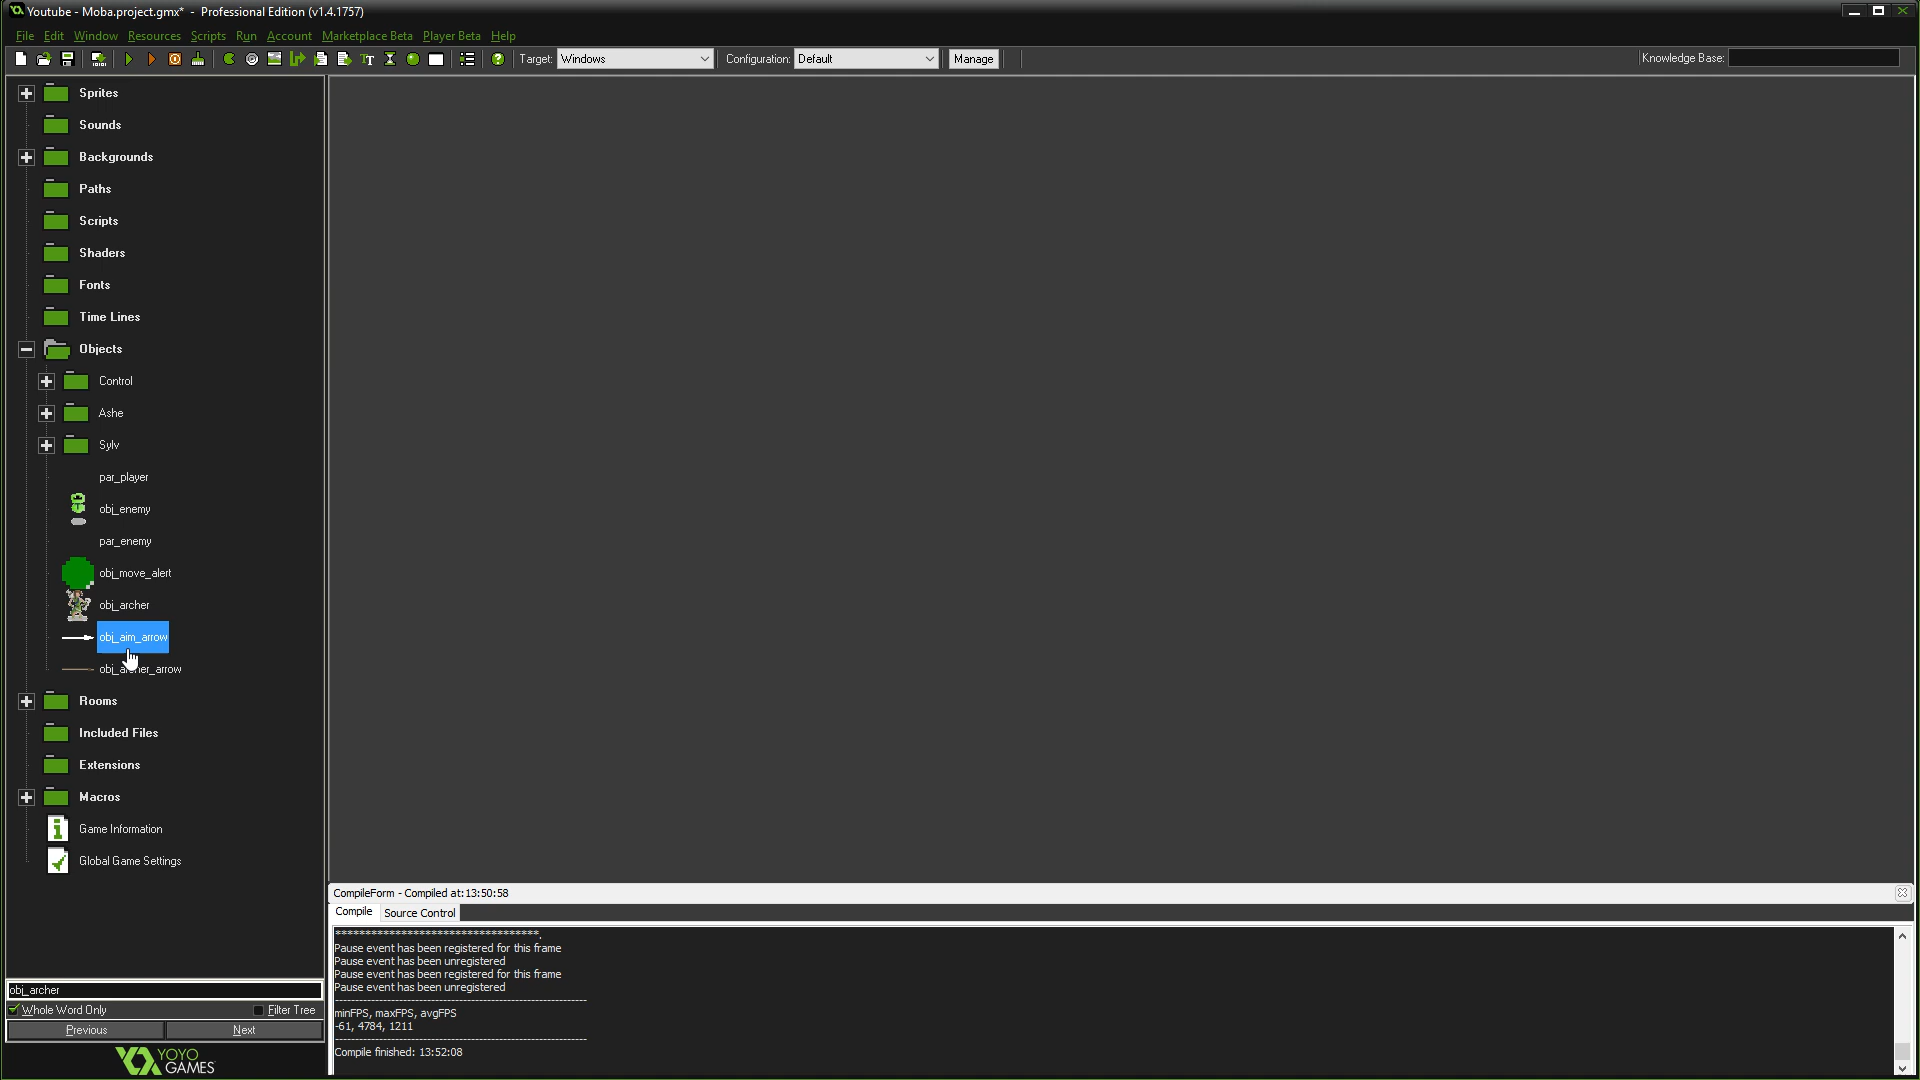 Youtube - Moba.project.gmx* - Professional Edition (v1.4.1757)
File Edit Window Resources Scripts Run Account Marketplace Beta Player Beta Help
Target: Windows Configuration: Default Manage Knowledge Base:
Sprites
Sounds
Backgrounds
Paths
Scripts
Shaders
Fonts
Time Lines
Objects
Control
Ashe
Sylv
par_player
obj_enemy
par_enemy
obj_move_alert
obj_archer
obj_aim_arrow
obj_archer_arrow
Rooms
Included Files
Extensions
Macros
Game Information
Global Game Settings
obj_archer
Whole Word Only Filter Tree
Previous Next
YOYO
GAMES
CompileForm - Compiled at:13:50:58
Compile Source Control
***********************************.
Pause event has been registered for this frame
Pause event has been unregistered
Pause event has been registered for this frame
Pause event has been unregistered
---------------------------------------------------------------
minFPS, maxFPS, avgFPS
-61, 4784, 1211
---------------------------------------------------------------
Compile finished: 13:52:08